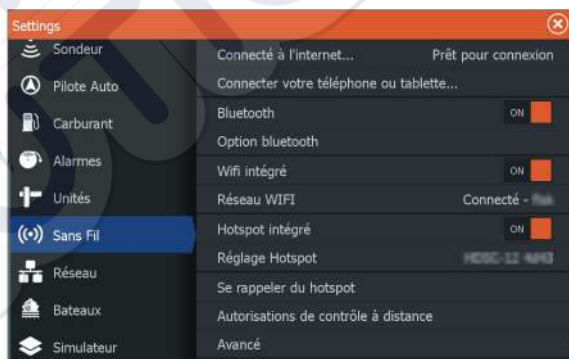 Settings
Sondeur
Pilote Auto
Carburant
Alarmes
Unités
Sans Fil
Réseau
Bateaux
Simulateur
Connecté à l'internet... Prêt pour connexion
Connecter votre téléphone ou tablette...
Bluetooth ON
Option bluetooth
Wifi intégré ON
Réseau WIFI Connecté -
Hotspot intégré ON
Réglage Hotspot
Se rappeler du hotspot
Autorisations de contrôle à distance
Avancé